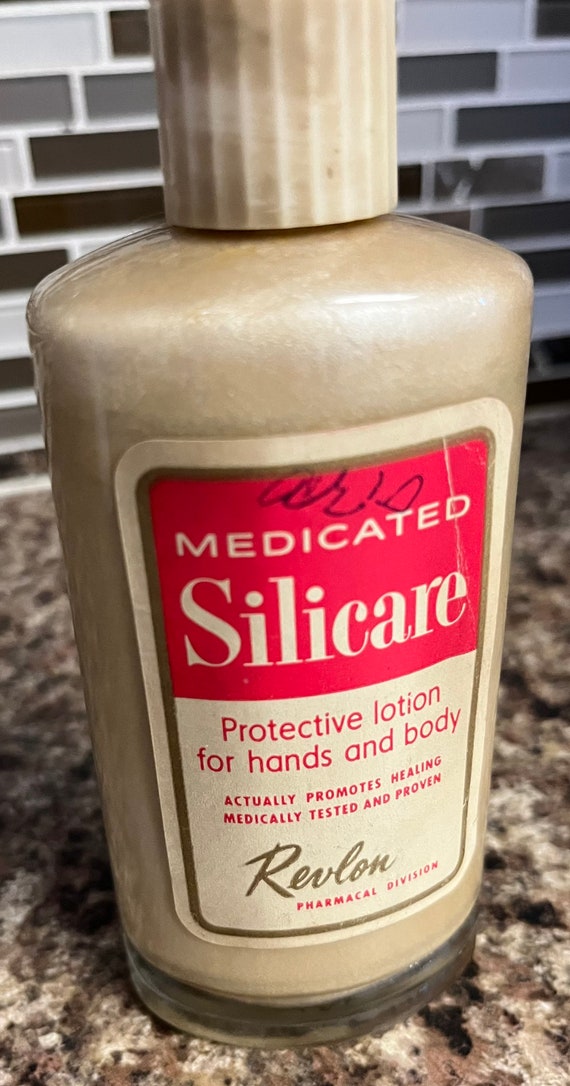 MEDICATED
Silicare
Protective lotion
for hands and body
ACTUALLY PROMOTES HEALING
MEDICALLY TESTED AND PROVEN
Revlon
PHARMACAL DIVISION